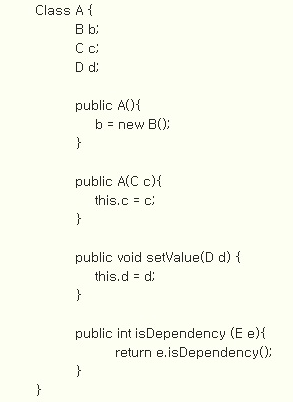 Class A {
B b;
C c;
D d;
public A(){
b = new B();
}
public A(C c){
this.c = c;
}
public void setValue(D d) {
this.d = d;
}
public int isDependency (E e){
return e.isDependency();
}
}